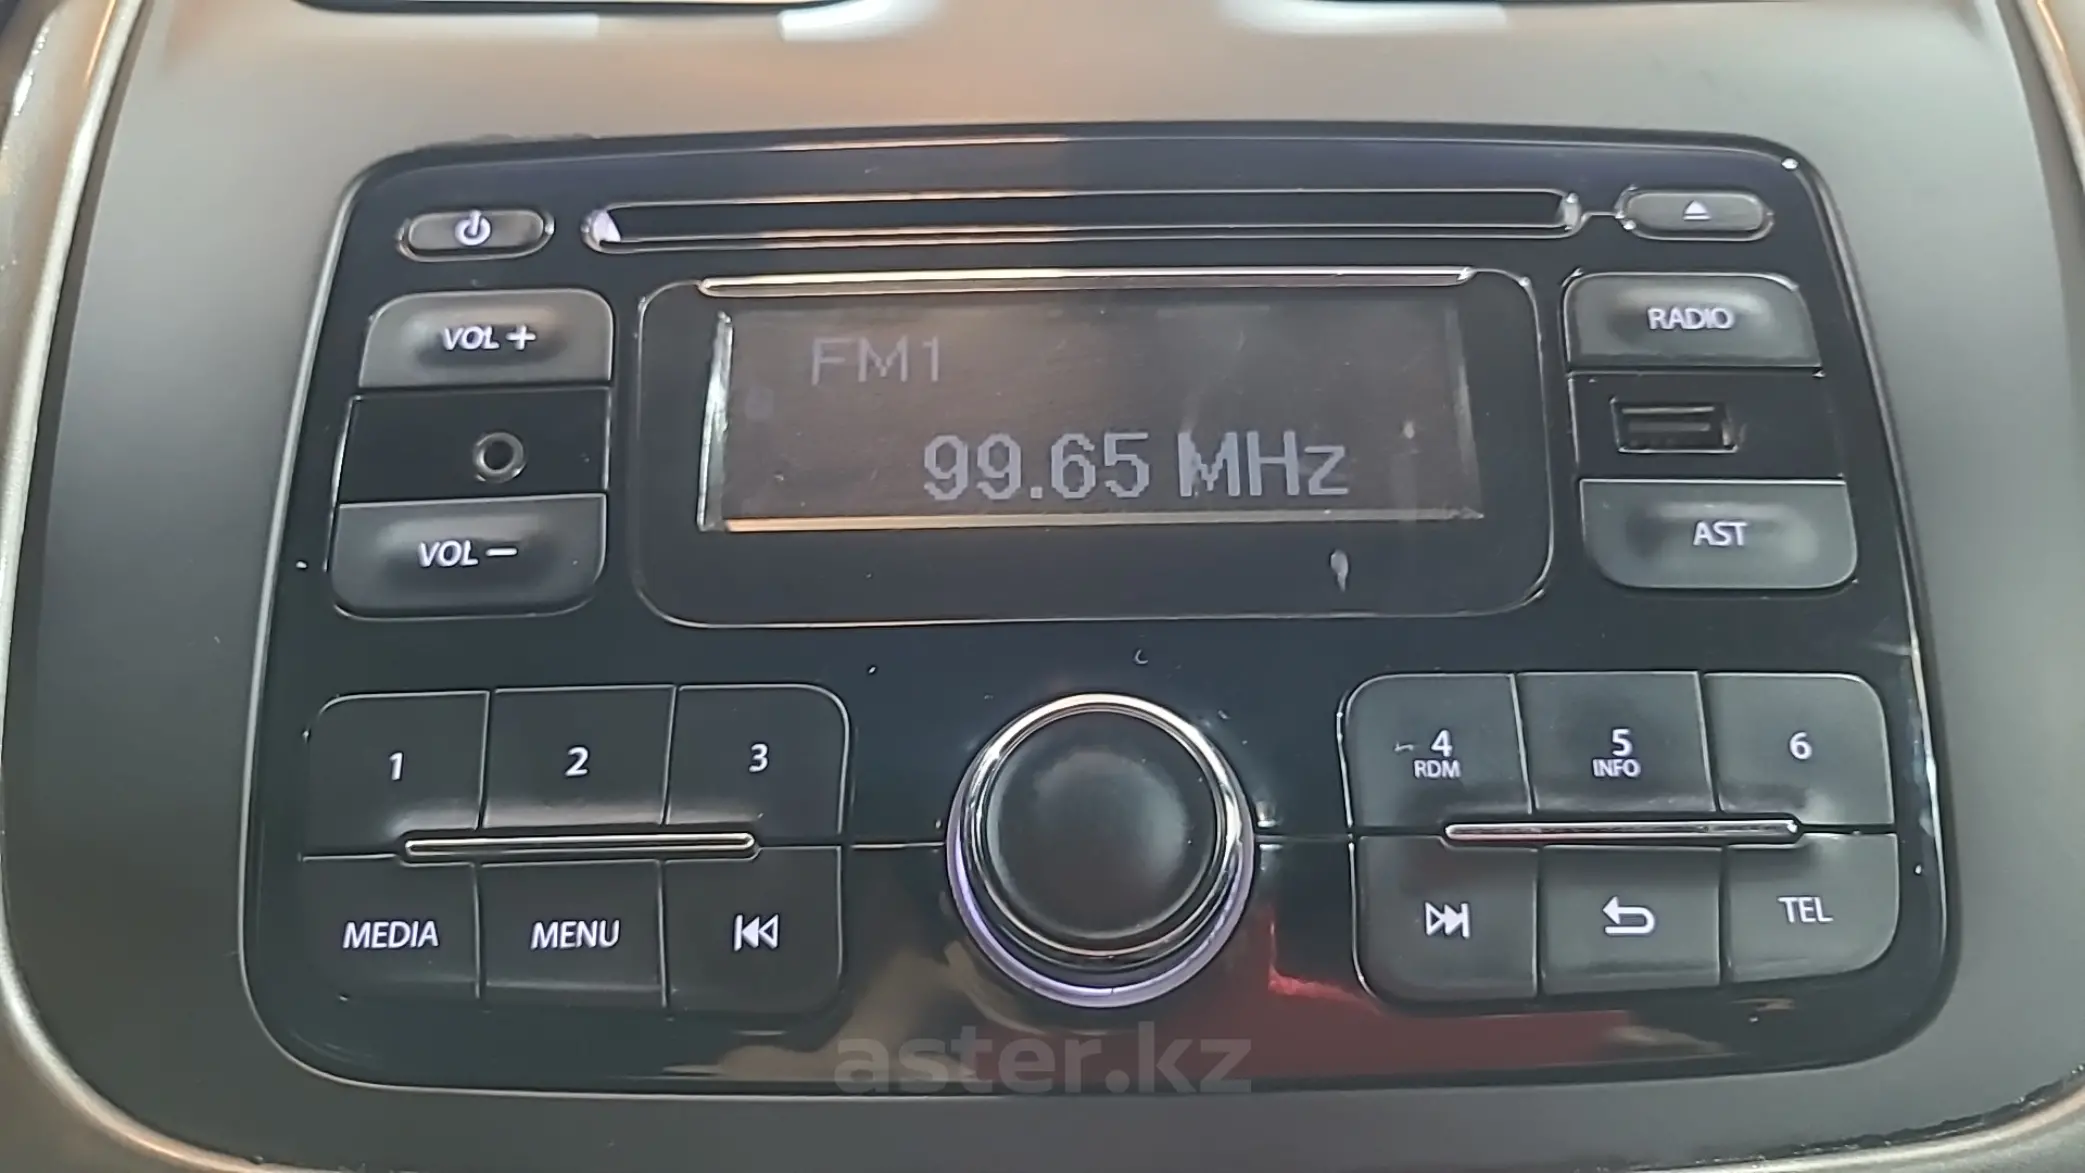 VOL +
RADIO
FM1
99.65 MHz
VOL −
AST
1
2
3
4
RDM
5
INFO
6
MEDIA
MENU
TEL
aster.kz